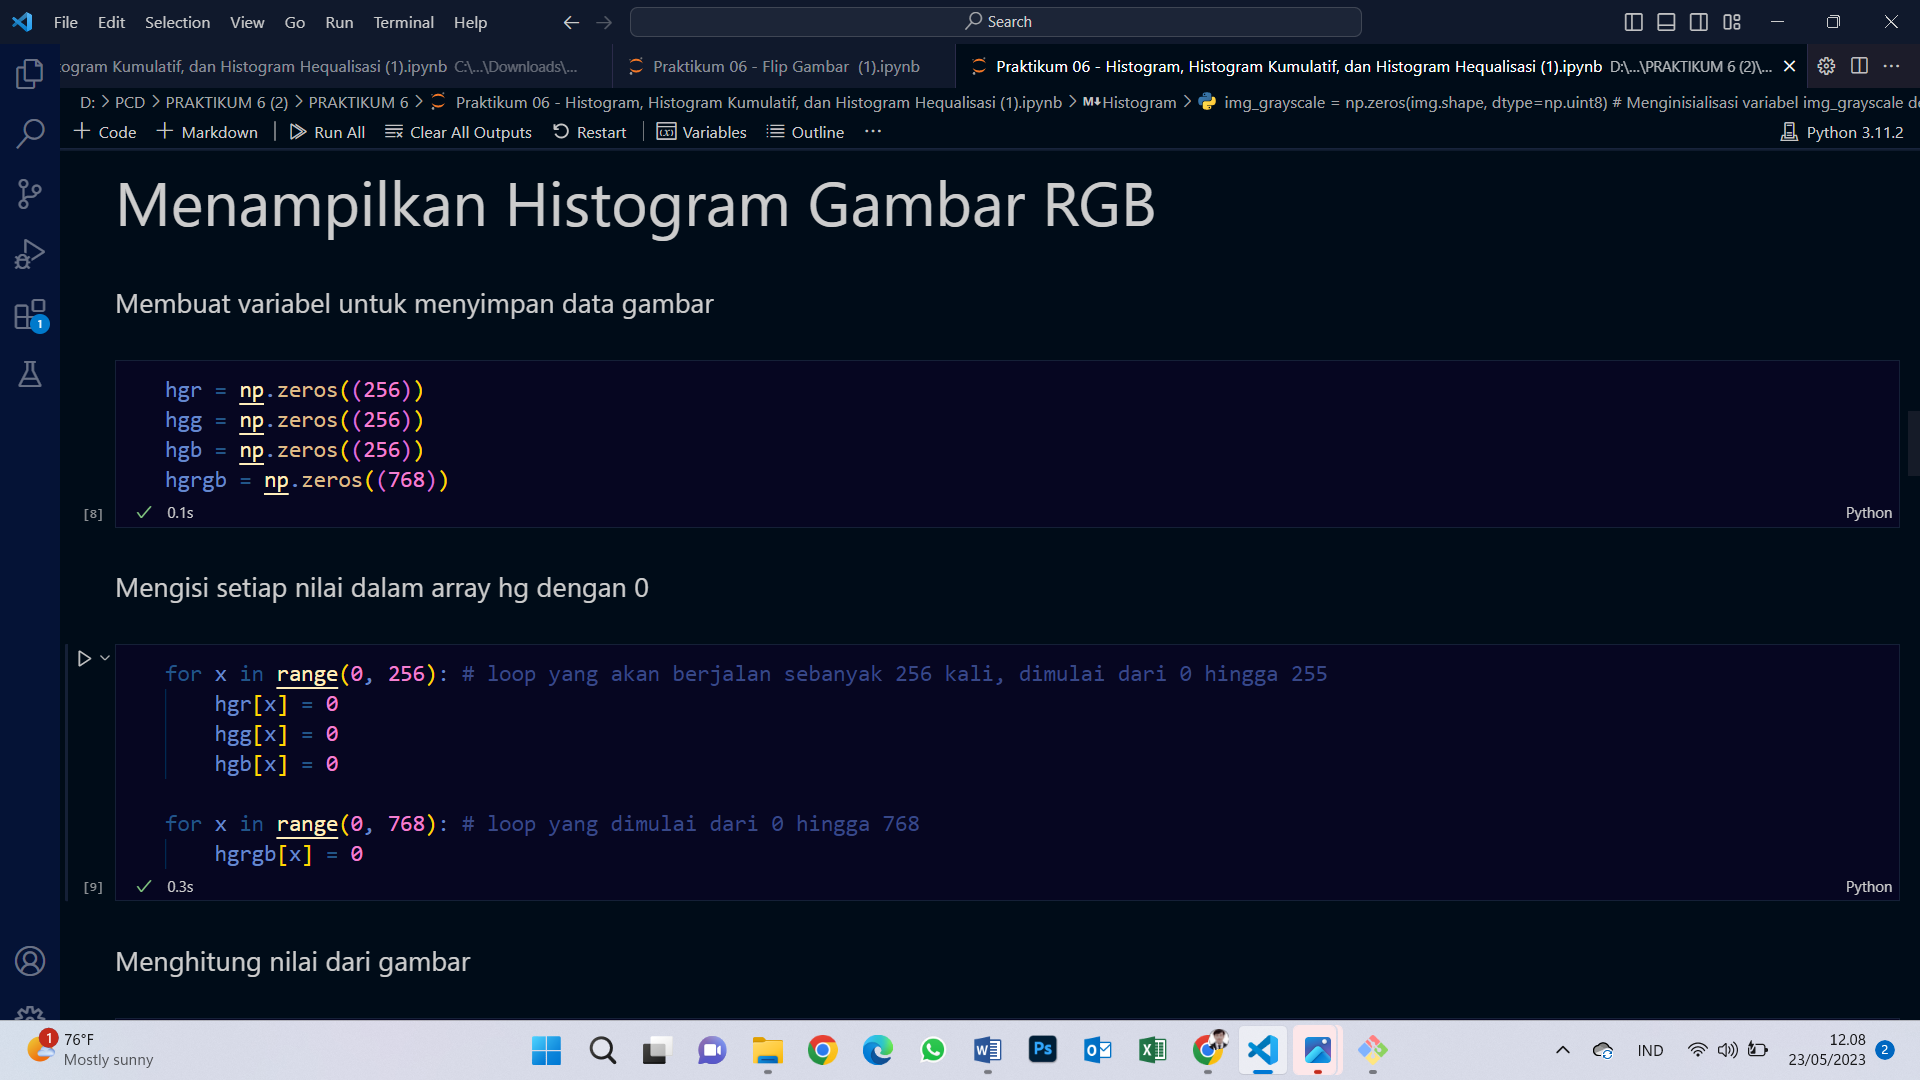 File Edit Selection View Go Run Terminal Help
Search
togram Kumulatif, dan Histogram Hequalisasi (1).ipynb C:\...\Downloads\...
Praktikum 06 - Flip Gambar (1).ipynb
Praktikum 06 - Histogram, Histogram Kumulatif, dan Histogram Hequalisasi (1).ipynb D:\...\PRAKTIKUM 6 (2)\...
D: > PCD > PRAKTIKUM 6 (2) > PRAKTIKUM 6 > Praktikum 06 - Histogram, Histogram Kumulatif, dan Histogram Hequalisasi (1).ipynb > M↓Histogram > img_grayscale = np.zeros(img.shape, dtype=np.uint8) # Menginisialisasi variabel img_grayscale de
+ Code + Markdown | Run All Clear All Outputs Restart | Variables Outline ...
Python 3.11.2
Menampilkan Histogram Gambar RGB
Membuat variabel untuk menyimpan data gambar
hgr = np.zeros((256))
hgg = np.zeros((256))
hgb = np.zeros((256))
hgrgb = np.zeros((768))
[8] ✓ 0.1s
Python
Mengisi setiap nilai dalam array hg dengan 0
for x in range(0, 256): # loop yang akan berjalan sebanyak 256 kali, dimulai dari 0 hingga 255
hgr[x] = 0
hgg[x] = 0
hgb[x] = 0
for x in range(0, 768): # loop yang dimulai dari 0 hingga 768
hgrgb[x] = 0
[9] ✓ 0.3s
Python
Menghitung nilai dari gambar
1
1
76°F
Mostly sunny
Ps
IND
12.08
23/05/2023
2